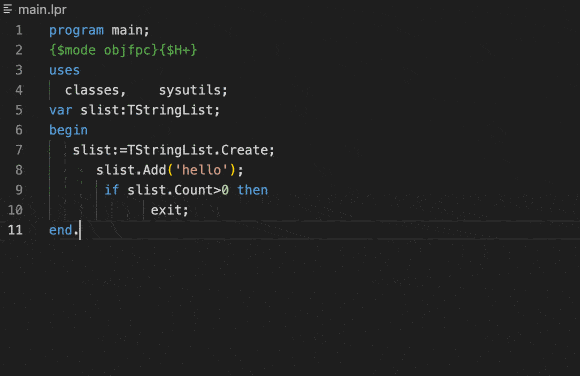 main.lpr
1 program main;
2 {$mode objfpc}{$H+}
3 uses
4   classes,    sysutils;
5 var slist:TStringList;
6 begin
7    slist:=TStringList.Create;
8       slist.Add('hello');
9        if slist.Count>0 then
10             exit;
11 end.